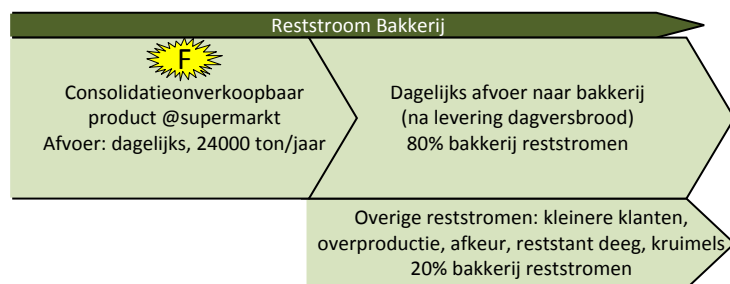 Reststroom Bakkerij
F
Consolidatieonverkoopbaar
product @supermarkt
Afvoer: dagelijks, 24000 ton/jaar
Dagelijks afvoer naar bakkerij
(na levering dagversbrood)
80% bakkerij reststromen
Overige reststromen: kleinere klanten,
overproductie, afkeur, reststant deeg, kruimels
20% bakkerij reststromen